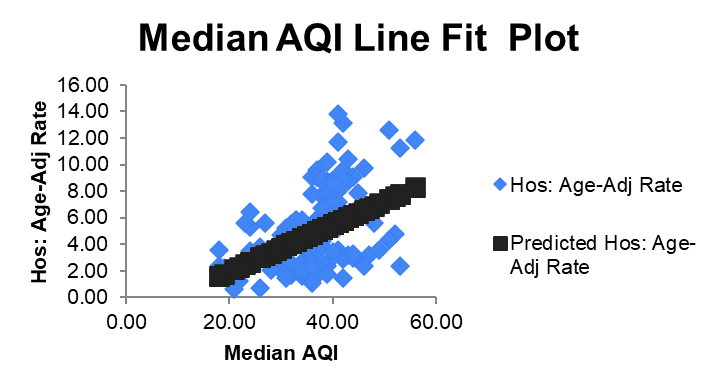 Median AQI Line Fit  Plot
Hos: Age-Adj Rate
16.00
14.00
12.00
10.00
8.00
6.00
4.00
2.00
0.00
0.00
20.00
40.00
60.00
Median AQI
Hos: Age-Adj Rate
Predicted Hos: Age-
Adj Rate